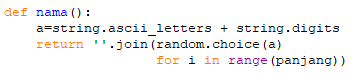 def nama():
    a=string.ascii_letters + string.digits
    return ''.join(random.choice(a)
                   for i in range(panjang))